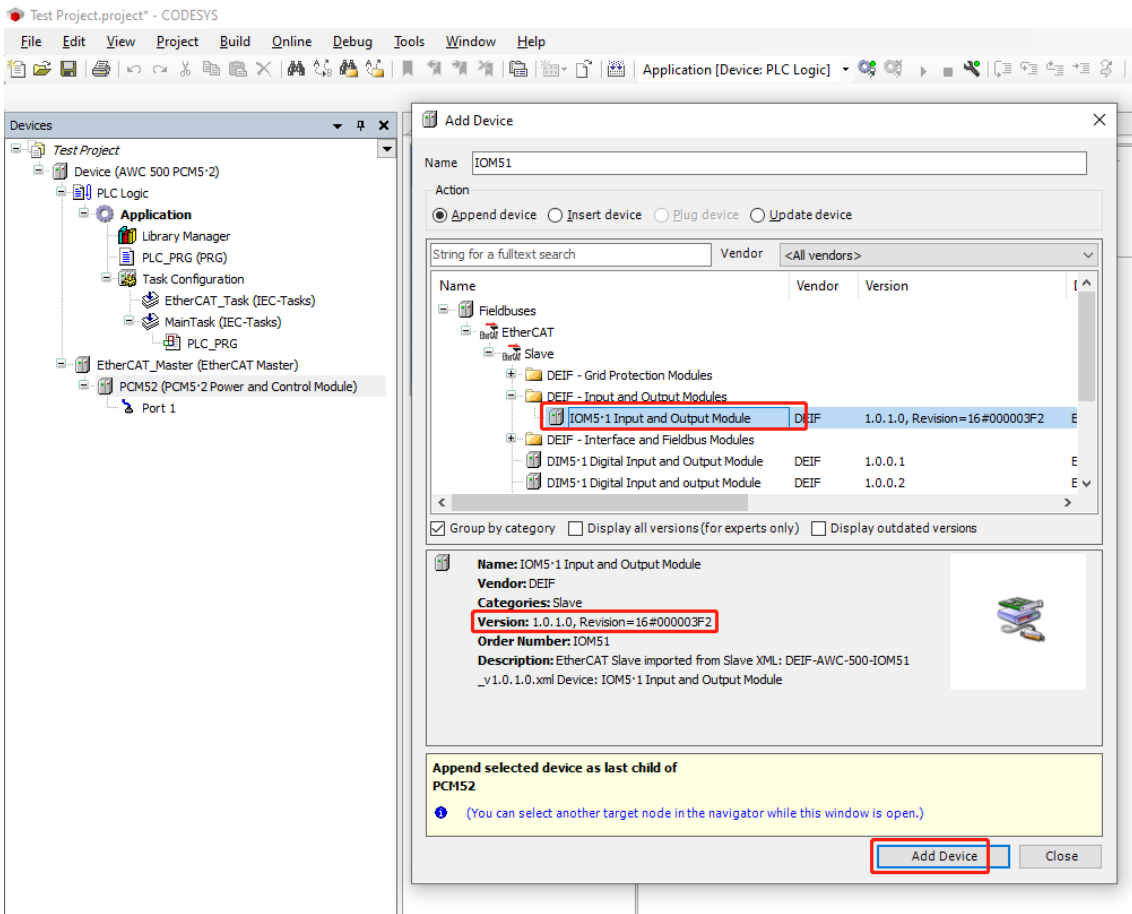 Test Project.project* - CODESYS
File Edit View Project Build Online Debug Tools Window Help
Application [Device: PLC Logic]
Devices
Test Project
Device (AWC 500 PCM5·2)
PLC Logic
Application
Library Manager
PLC_PRG (PRG)
Task Configuration
EtherCAT_Task (IEC-Tasks)
MainTask (IEC-Tasks)
PLC_PRG
EtherCAT_Master (EtherCAT Master)
PCM52 (PCM5·2 Power and Control Module)
Port 1
Add Device
Name IOM51
Action
Append device Insert device Plug device Update device
String for a fulltext search Vendor <All vendors>
Name Vendor Version
Fieldbuses
EtherCAT
Slave
DEIF - Grid Protection Modules
DEIF - Input and Output Modules
IOM5·1 Input and Output Module DEIF 1.0.1.0, Revision=16#000003F2 E
DEIF - Interface and Fieldbus Modules
DIM5·1 Digital Input and Output Module DEIF 1.0.0.1 E
DIM5·1 Digital Input and output Module DEIF 1.0.0.2 E
Group by category Display all versions (for experts only) Display outdated versions
Name: IOM5·1 Input and Output Module
Vendor: DEIF
Categories: Slave
Version: 1.0.1.0, Revision=16#000003F2
Order Number: IOM51
Description: EtherCAT Slave imported from Slave XML: DEIF-AWC-500-IOM51
_v1.0.1.0.xml Device: IOM5·1 Input and Output Module
Append selected device as last child of
PCM52
(You can select another target node in the navigator while this window is open.)
Add Device Close